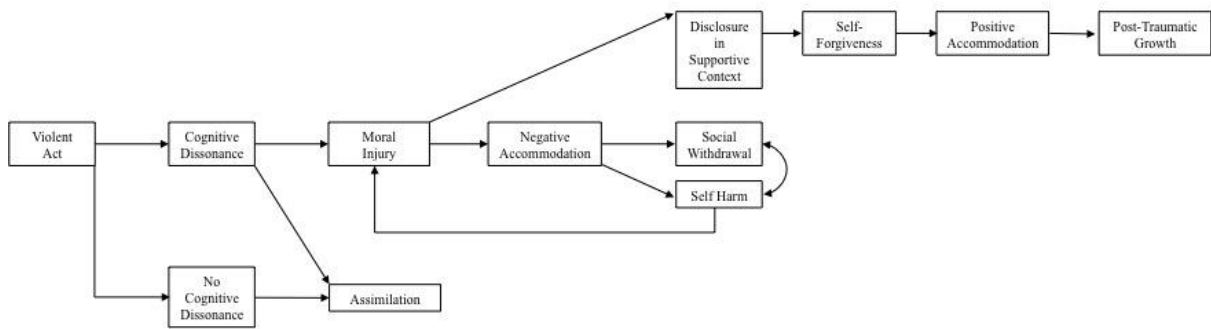 Disclosure
in
Supportive
Context
Self-
Forgiveness
Positive
Accommodation
Post-Traumatic
Growth
Violent
Act
Cognitive
Dissonance
Moral
Injury
Negative
Accommodation
Social
Withdrawal
Self Harm
No
Cognitive
Dissonance
Assimilation